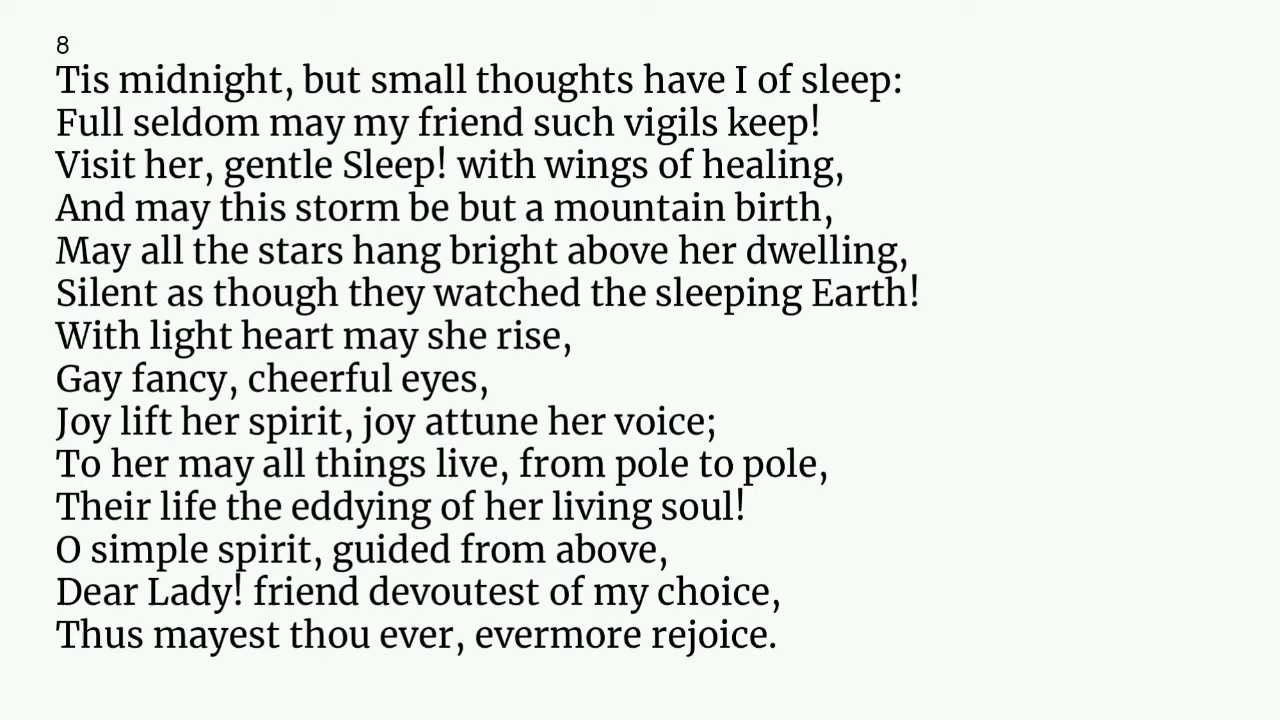 8
Tis midnight, but small thoughts have I of sleep:
Full seldom may my friend such vigils keep!
Visit her, gentle Sleep! with wings of healing,
And may this storm be but a mountain birth,
May all the stars hang bright above her dwelling,
Silent as though they watched the sleeping Earth!
With light heart may she rise,
Gay fancy, cheerful eyes,
Joy lift her spirit, joy attune her voice;
To her may all things live, from pole to pole,
Their life the eddying of her living soul!
O simple spirit, guided from above,
Dear Lady! friend devoutest of my choice,
Thus mayest thou ever, evermore rejoice.